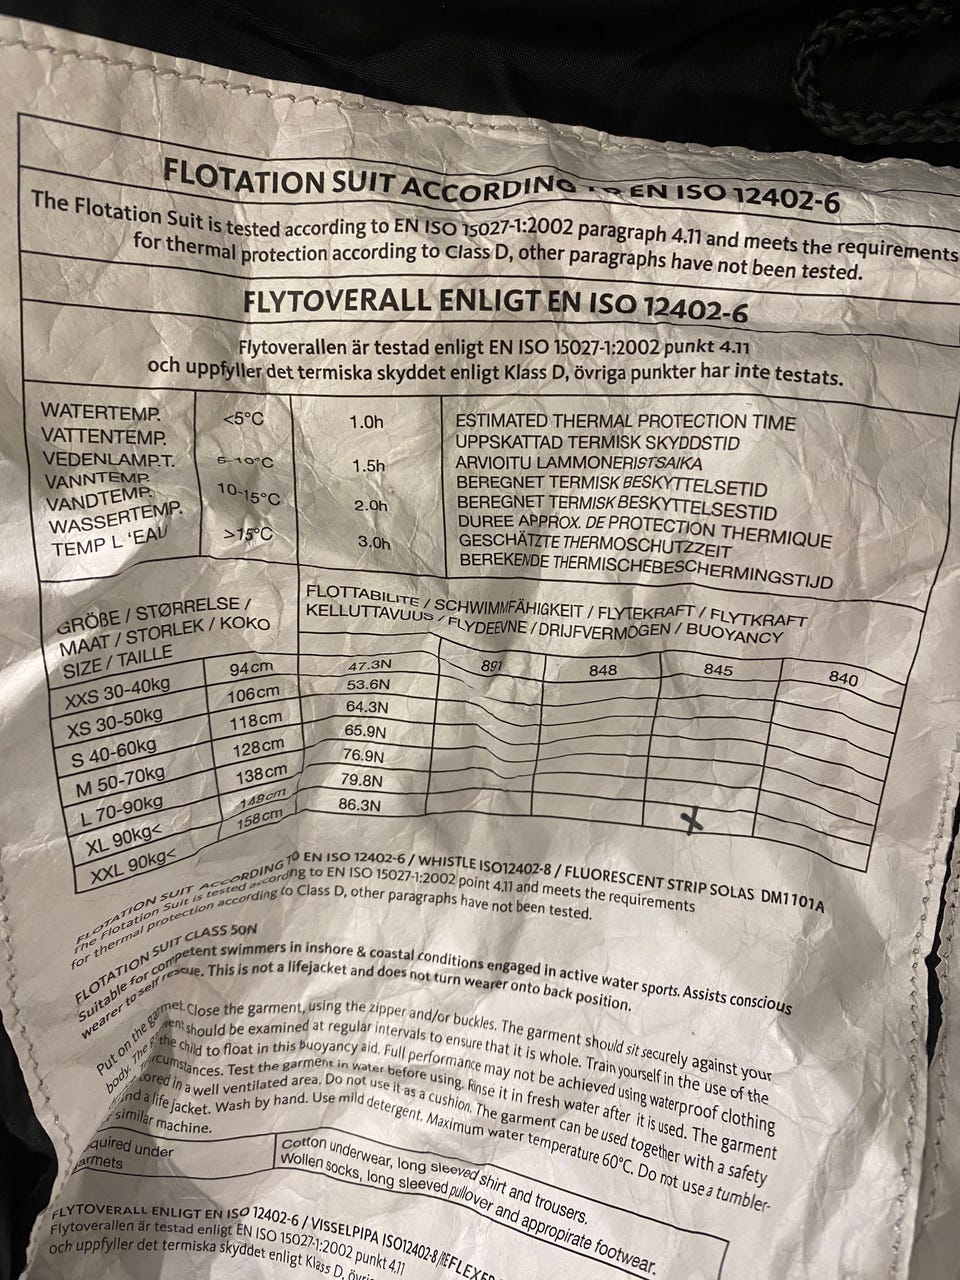 FLOTATION SUIT ACCORDING TO EN ISO 12402-6
The Flotation Suit is tested according to EN ISO 15027-1:2002 paragraph 4.11 and meets the requirements
for thermal protection according to Class D, other paragraphs have not been tested.
FLYTOVERALL ENLIGT EN ISO 12402-6
Flytoverallen är testad enligt EN ISO 15027-1:2002 punkt 4.11
och uppfyller det termiska skyddet enligt Klass D, övriga punkter har inte testats.
WATERTEMP.
VATTENTEMP.
VEDENLAMP.T.
VANNTEMP.
VANDTEMP.
WASSERTEMP.
TEMP L 'EAU
<5°C 1.0h
5-10°C 1.5h
10-15°C 2.0h
>15°C 3.0h
ESTIMATED THERMAL PROTECTION TIME
UPPSKATTAD TERMISK SKYDDSTID
ARVIOITU LAMMONERISTSAIKA
BEREGNET TERMISK BESKYTTELSETID
BEREGNET TERMISK BESKYTTELSESTID
DUREE APPROX. DE PROTECTION THERMIQUE
GESCHÄTZTE THERMOSCHUTZZEIT
BEREKENDE THERMISCHEBESCHERMINGSTIJD
GRÖßE / STØRRELSE /
MAAT / STORLEK / KOKO
SIZE / TAILLE
FLOTTABILITE / SCHWIMMFÄHIGKEIT / FLYTEKRAFT / FLYTKRAFT
KELLUTTAVUUS / FLYDEEVNE / DRIJFVERMOGEN / BUOYANCY
891 848 845 840
XXS 30-40kg 94cm 47.3N
XS 30-50kg 106cm 53.6N
S 40-60kg 118cm 64.3N
M 50-70kg 128cm 65.9N
L 70-90kg 138cm 76.9N
XL 90kg< 148cm 79.8N
XXL 90kg< 158cm 86.3N X
FLOTATION SUIT ACCORDING TO EN ISO 12402-6 / WHISTLE ISO12402-8 / FLUORESCENT STRIP SOLAS DM1101A
The Flotation Suit is tested according to EN ISO 15027-1:2002 point 4.11 and meets the requirements
for thermal protection according to Class D, other paragraphs have not been tested.
FLOTATION SUIT CLASS 50N
Suitable for competent swimmers in inshore & coastal conditions engaged in active water sports. Assists conscious
wearer to self rescue. This is not a lifejacket and does not turn wearer onto back position.
Put on the garmet. Close the garment, using the zipper and/or buckles. The garment should sit securely against your
body. The garment should be examined at regular intervals to ensure that it is whole. Train yourself in the use of the
the child to float in this buoyancy aid. Full performance may not be achieved using waterproof clothing
circumstances. Test the garment in water before using. Rinse it in fresh water after it is used. The garment
stored in a well ventilated area. Do not use it as a cushion. The garment can be used together with a safety
and a life jacket. Wash by hand. Use mild detergent. Maximum water temperature 60°C. Do not use a tumbler-
similar machine.
quired under
armets
Cotton underwear, long sleeved shirt and trousers.
Wollen socks, long sleeved pullover and appropirate footwear.
FLYTOVERALL ENLIGT EN ISO 12402-6 / VISSELPIPA ISO12402-8/
Flytoverallen är testad enligt EN ISO 15027-1:2002 punkt 4.11
och uppfyller det termiska skyddet enligt Klass D,